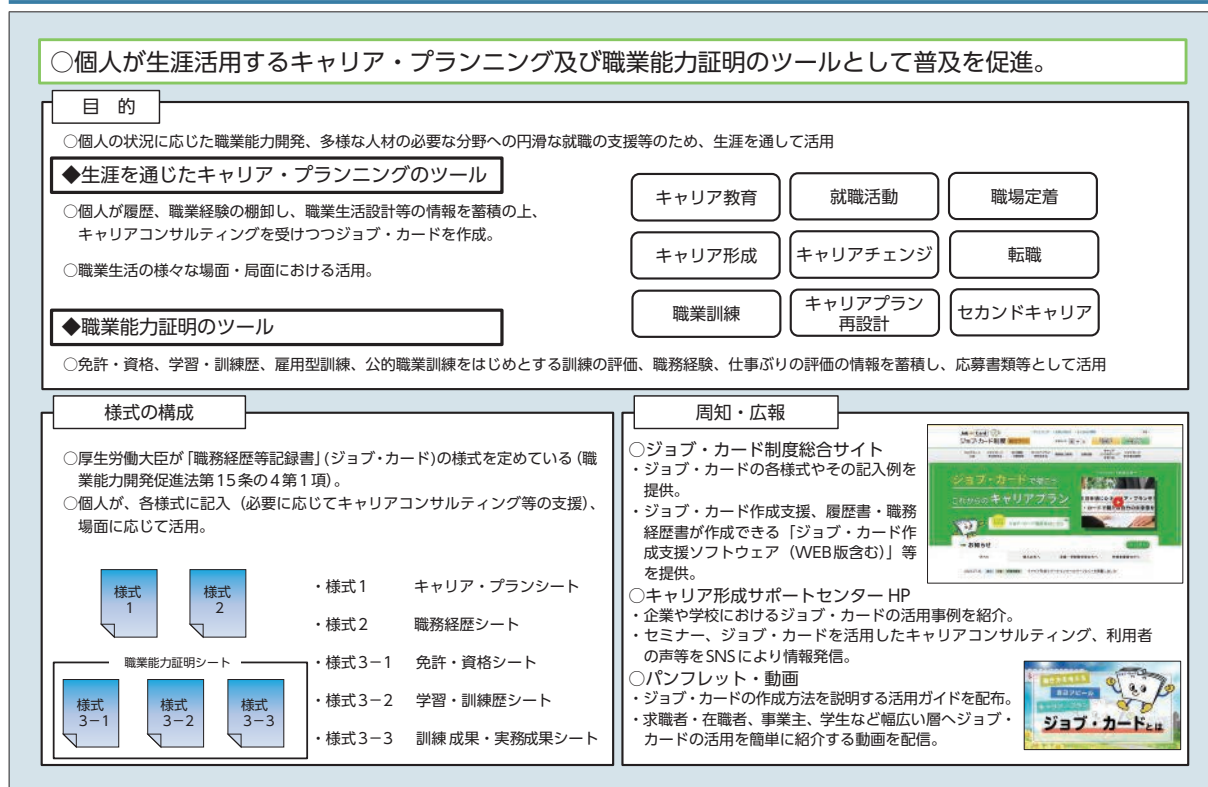 ○個人が生涯活用するキャリア・プランニング及び職業能力証明のツールとして普及を促進。
目 的
○個人の状況に応じた職業能力開発、多様な人材の必要な分野への円滑な就職の支援等のため、生涯を通して活用
◆生涯を通じたキャリア・プランニングのツール
○個人が履歴、職業経験の棚卸し、職業生活設計等の情報を蓄積の上、
キャリアコンサルティングを受けつつジョブ・カードを作成。
○職業生活の様々な場面・局面における活用。
キャリア教育
就職活動
職場定着
キャリア形成
キャリアチェンジ
転職
職業訓練
キャリアプラン
再設計
セカンドキャリア
◆職業能力証明のツール
○免許・資格、学習・訓練歴、雇用型訓練、公的職業訓練をはじめとする訓練の評価、職務経験、仕事ぶりの評価の情報を蓄積し、応募書類等として活用
様式の構成
○厚生労働大臣が「職務経歴等記録書」(ジョブ・カード)の様式を定めている(職
業能力開発促進法第15条の4第1項)。
○個人が、各様式に記入(必要に応じてキャリアコンサルティング等の支援)、
場面に応じて活用。
様式
1
様式
2
職業能力証明シート
様式
3−1
様式
3−2
様式
3−3
・様式1 キャリア・プランシート
・様式2 職務経歴シート
・様式3−1 免許・資格シート
・様式3−2 学習・訓練歴シート
・様式3−3 訓練成果・実務成果シート
周知・広報
○ジョブ・カード制度総合サイト
・ジョブ・カードの各様式やその記入例を
提供。
・ジョブ・カード作成支援、履歴書・職務
経歴書が作成できる「ジョブ・カード作
成支援ソフトウェア(WEB版含む)」等
を提供。
ジョブ・カード制度
ジョブ・カードで描こう
これからのキャリアプラン
お知らせ
○キャリア形成サポートセンターHP
・企業や学校におけるジョブ・カードの活用事例を紹介。
・セミナー、ジョブ・カードを活用したキャリアコンサルティング、利用者
の声等をSNSにより情報発信。
○パンフレット・動画
・ジョブ・カードの作成方法を説明する活用ガイドを配布。
・求職者・在職者、事業主、学生など幅広い層へジョブ・
カードの活用を簡単に紹介する動画を配信。
ジョブ・カードとは